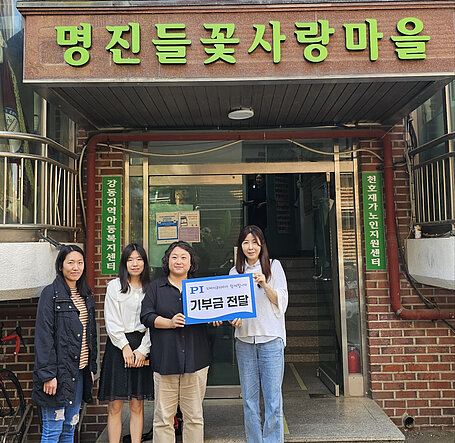 명진들꽃사랑마을
강동지역아동복지센터
천호재가노인지원센터
PI
기부금 전달